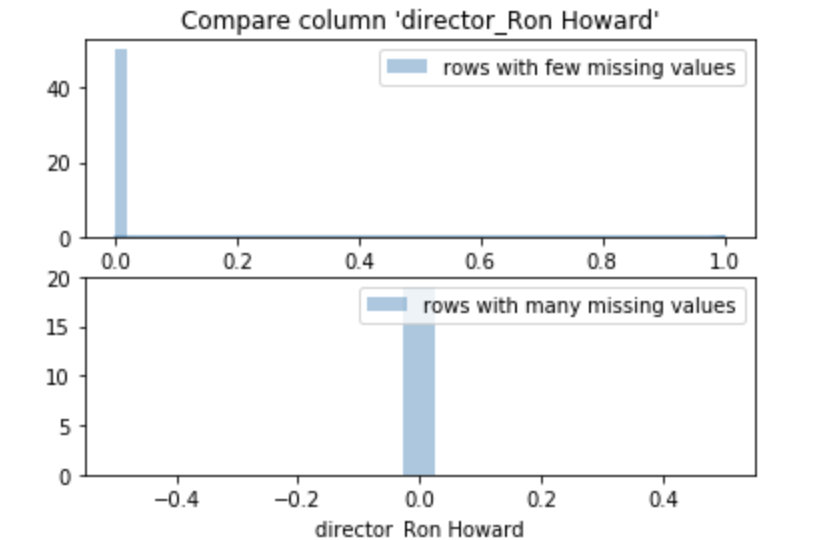 Compare column 'director_Ron Howard'
rows with few missing values
40
20
0
0.0 0.2 0.4 0.6 0.8 1.0
20
rows with many missing values
15
10
5
0
−0.4 −0.2 0.0 0.2 0.4
director_Ron Howard